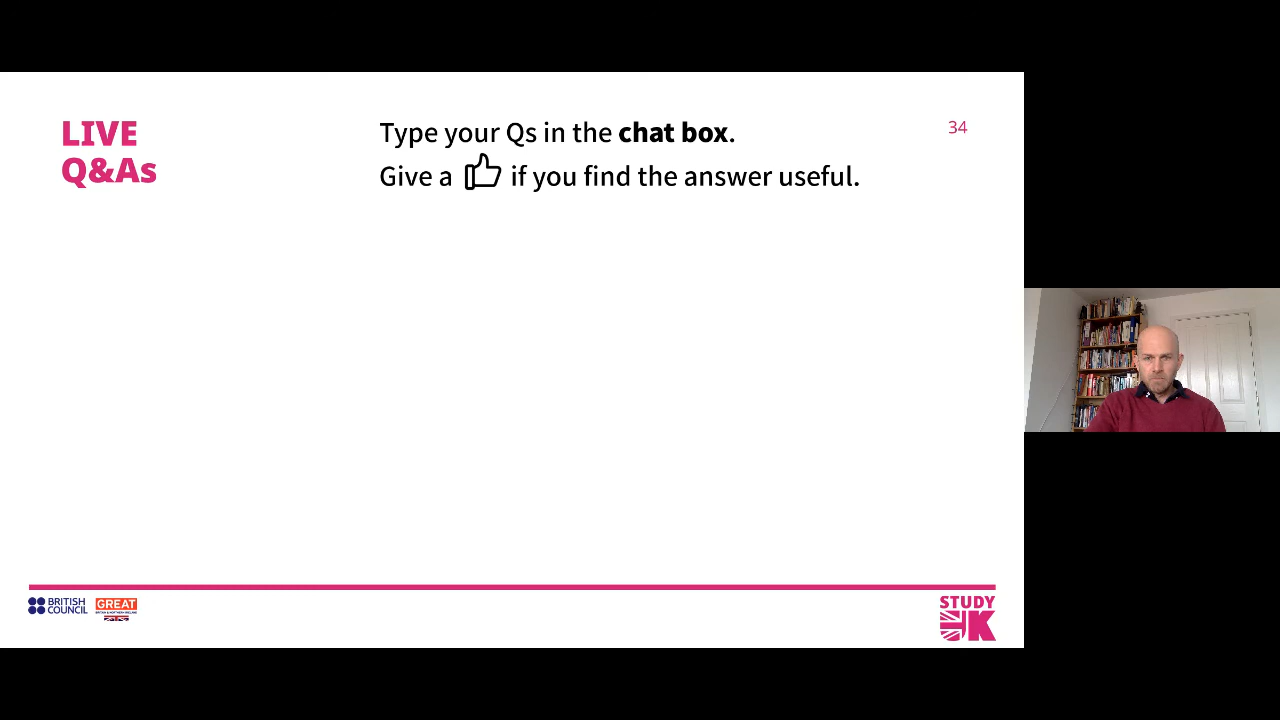 LIVE
Q&As
Type your Qs in the chat box.
Give a if you find the answer useful.
34
BRITISH
COUNCIL
GREAT
STUDY
UK